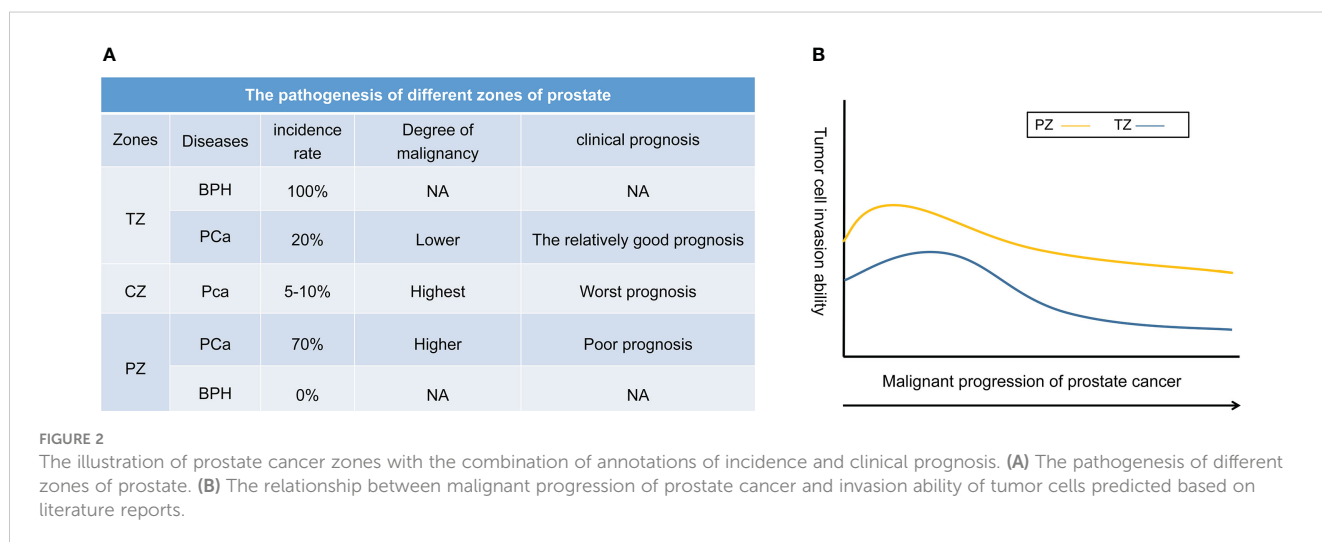 A
The pathogenesis of different zones of prostate
Zones Diseases incidence rate Degree of malignancy clinical prognosis
TZ BPH 100% NA NA
PCa 20% Lower The relatively good prognosis
CZ Pca 5-10% Highest Worst prognosis
PZ PCa 70% Higher Poor prognosis
BPH 0% NA NA
B
PZ TZ
Tumor cell invasion ability
Malignant progression of prostate cancer
FIGURE 2
The illustration of prostate cancer zones with the combination of annotations of incidence and clinical prognosis. (A) The pathogenesis of different
zones of prostate. (B) The relationship between malignant progression of prostate cancer and invasion ability of tumor cells predicted based on
literature reports.